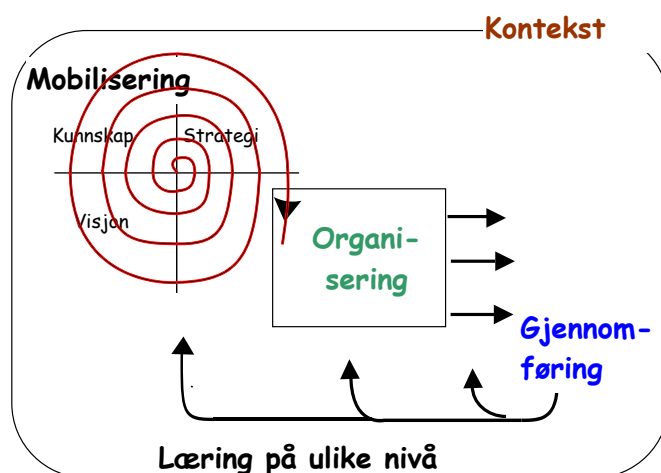 Kontekst
Mobilisering
Kunnskap
Strategi
Visjon
Organi-
sering
Gjennom-
føring
Læring på ulike nivå